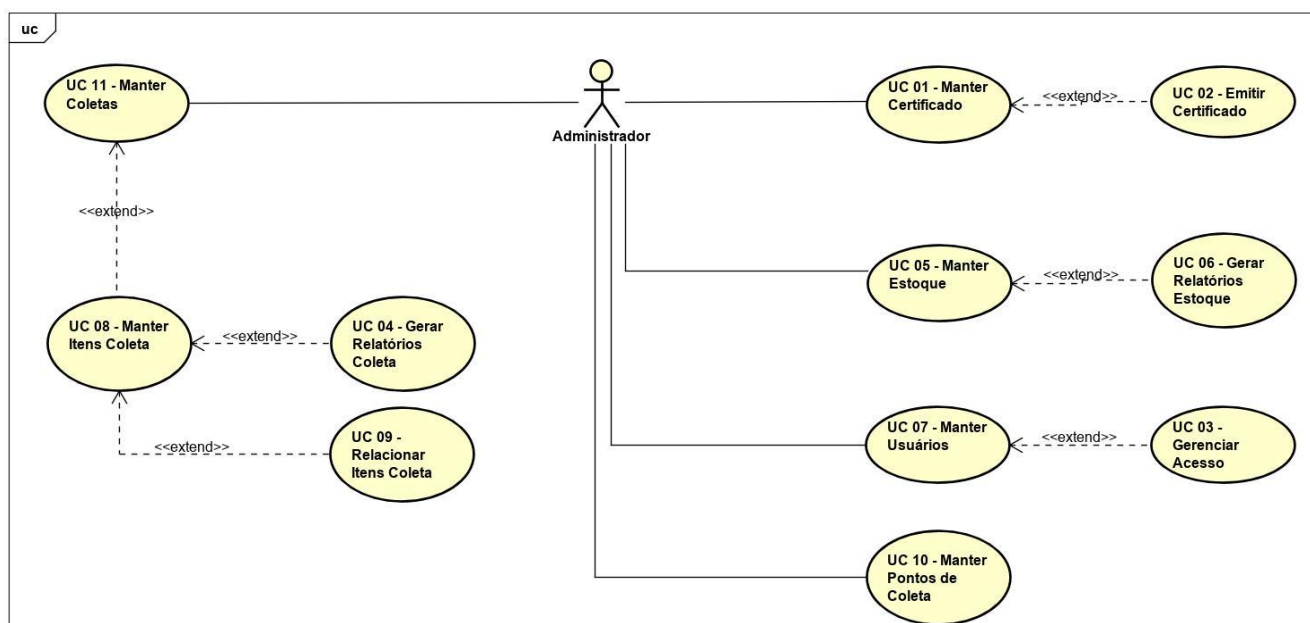 uc
UC 11 - Manter
Coletas
Administrador
UC 01 - Manter
Certificado
<<extend>>
UC 02 - Emitir
Certificado
<<extend>>
UC 05 - Manter
Estoque
<<extend>>
UC 06 - Gerar
Relatórios
Estoque
UC 08 - Manter
Itens Coleta
<<extend>>
UC 04 - Gerar
Relatórios
Coleta
<<extend>>
UC 09 -
Relacionar
Itens Coleta
UC 07 - Manter
Usuários
<<extend>>
UC 03 -
Gerenciar
Acesso
UC 10 - Manter
Pontos de
Coleta